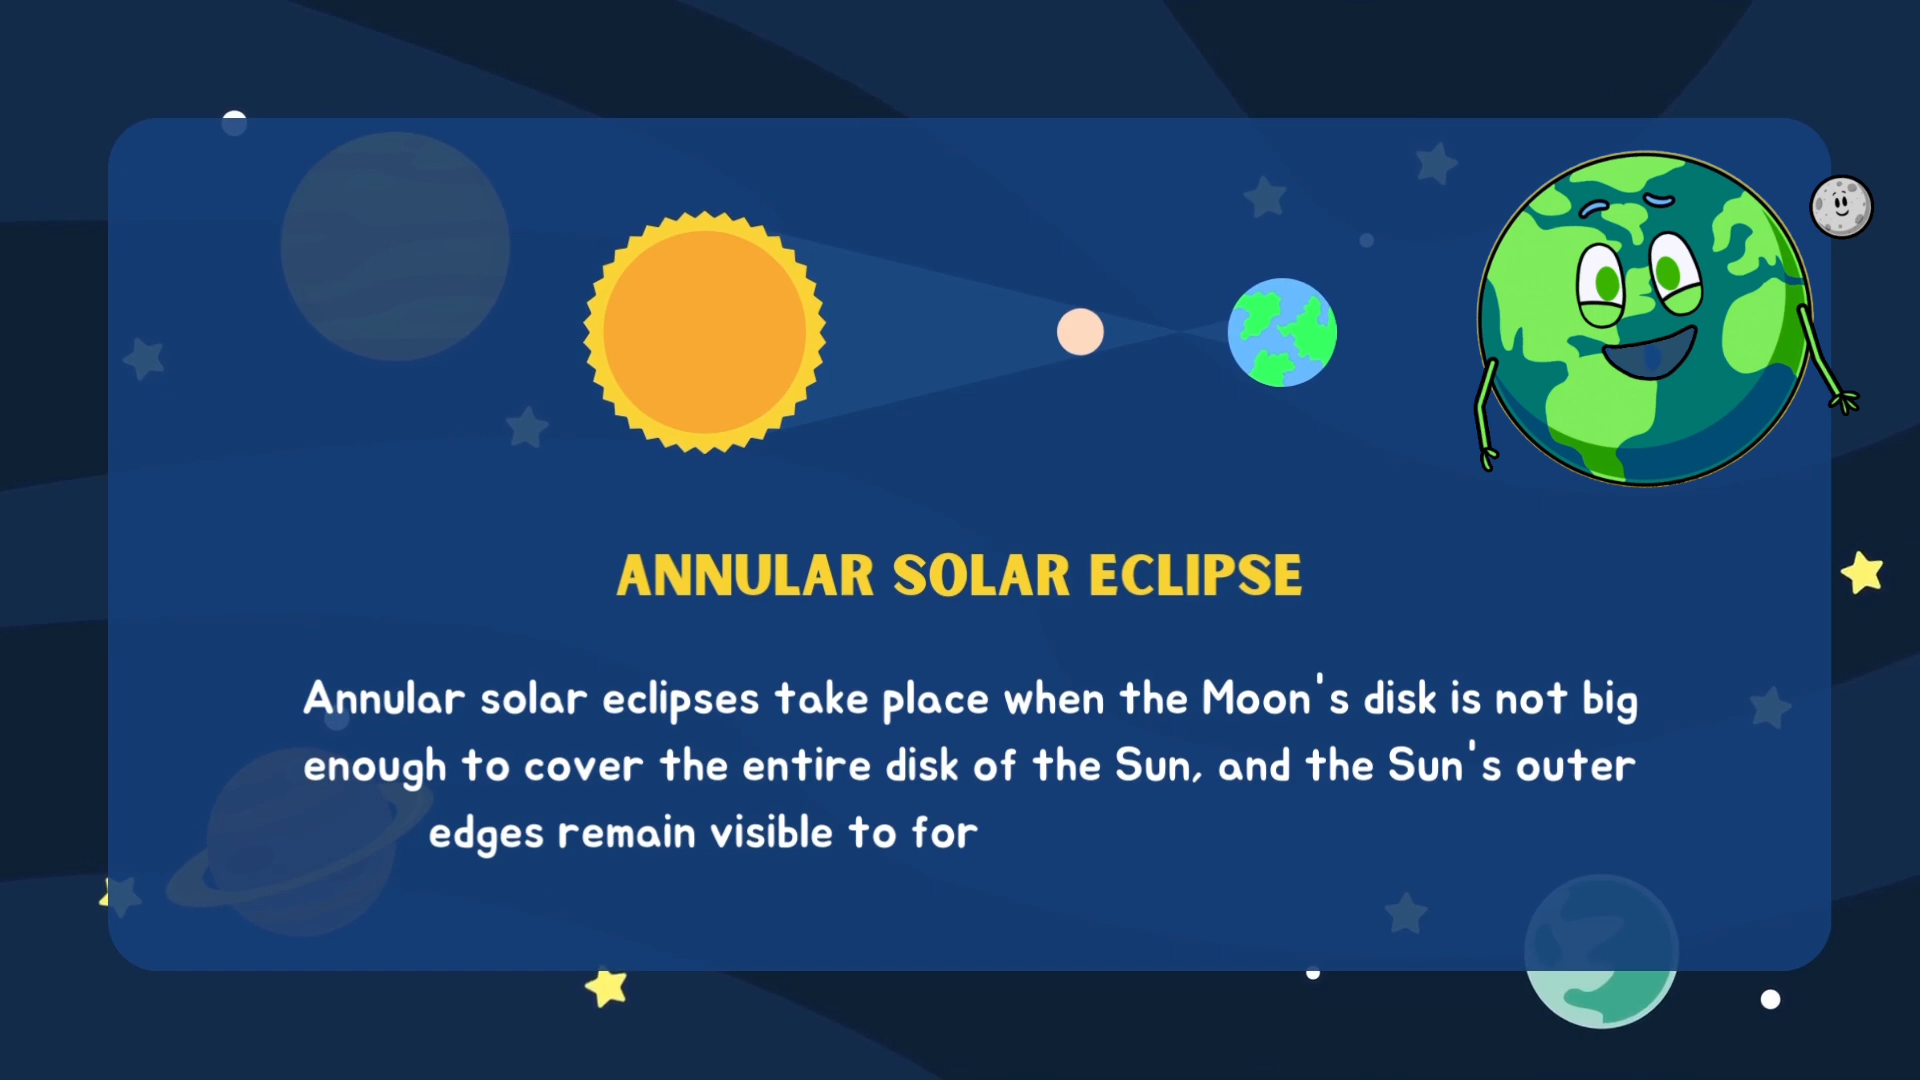 ANNULAR SOLAR ECLIPSE
Annular solar eclipses take place when the Moon's disk is not big
enough to cover the entire disk of the Sun, and the Sun's outer
edges remain visible to for